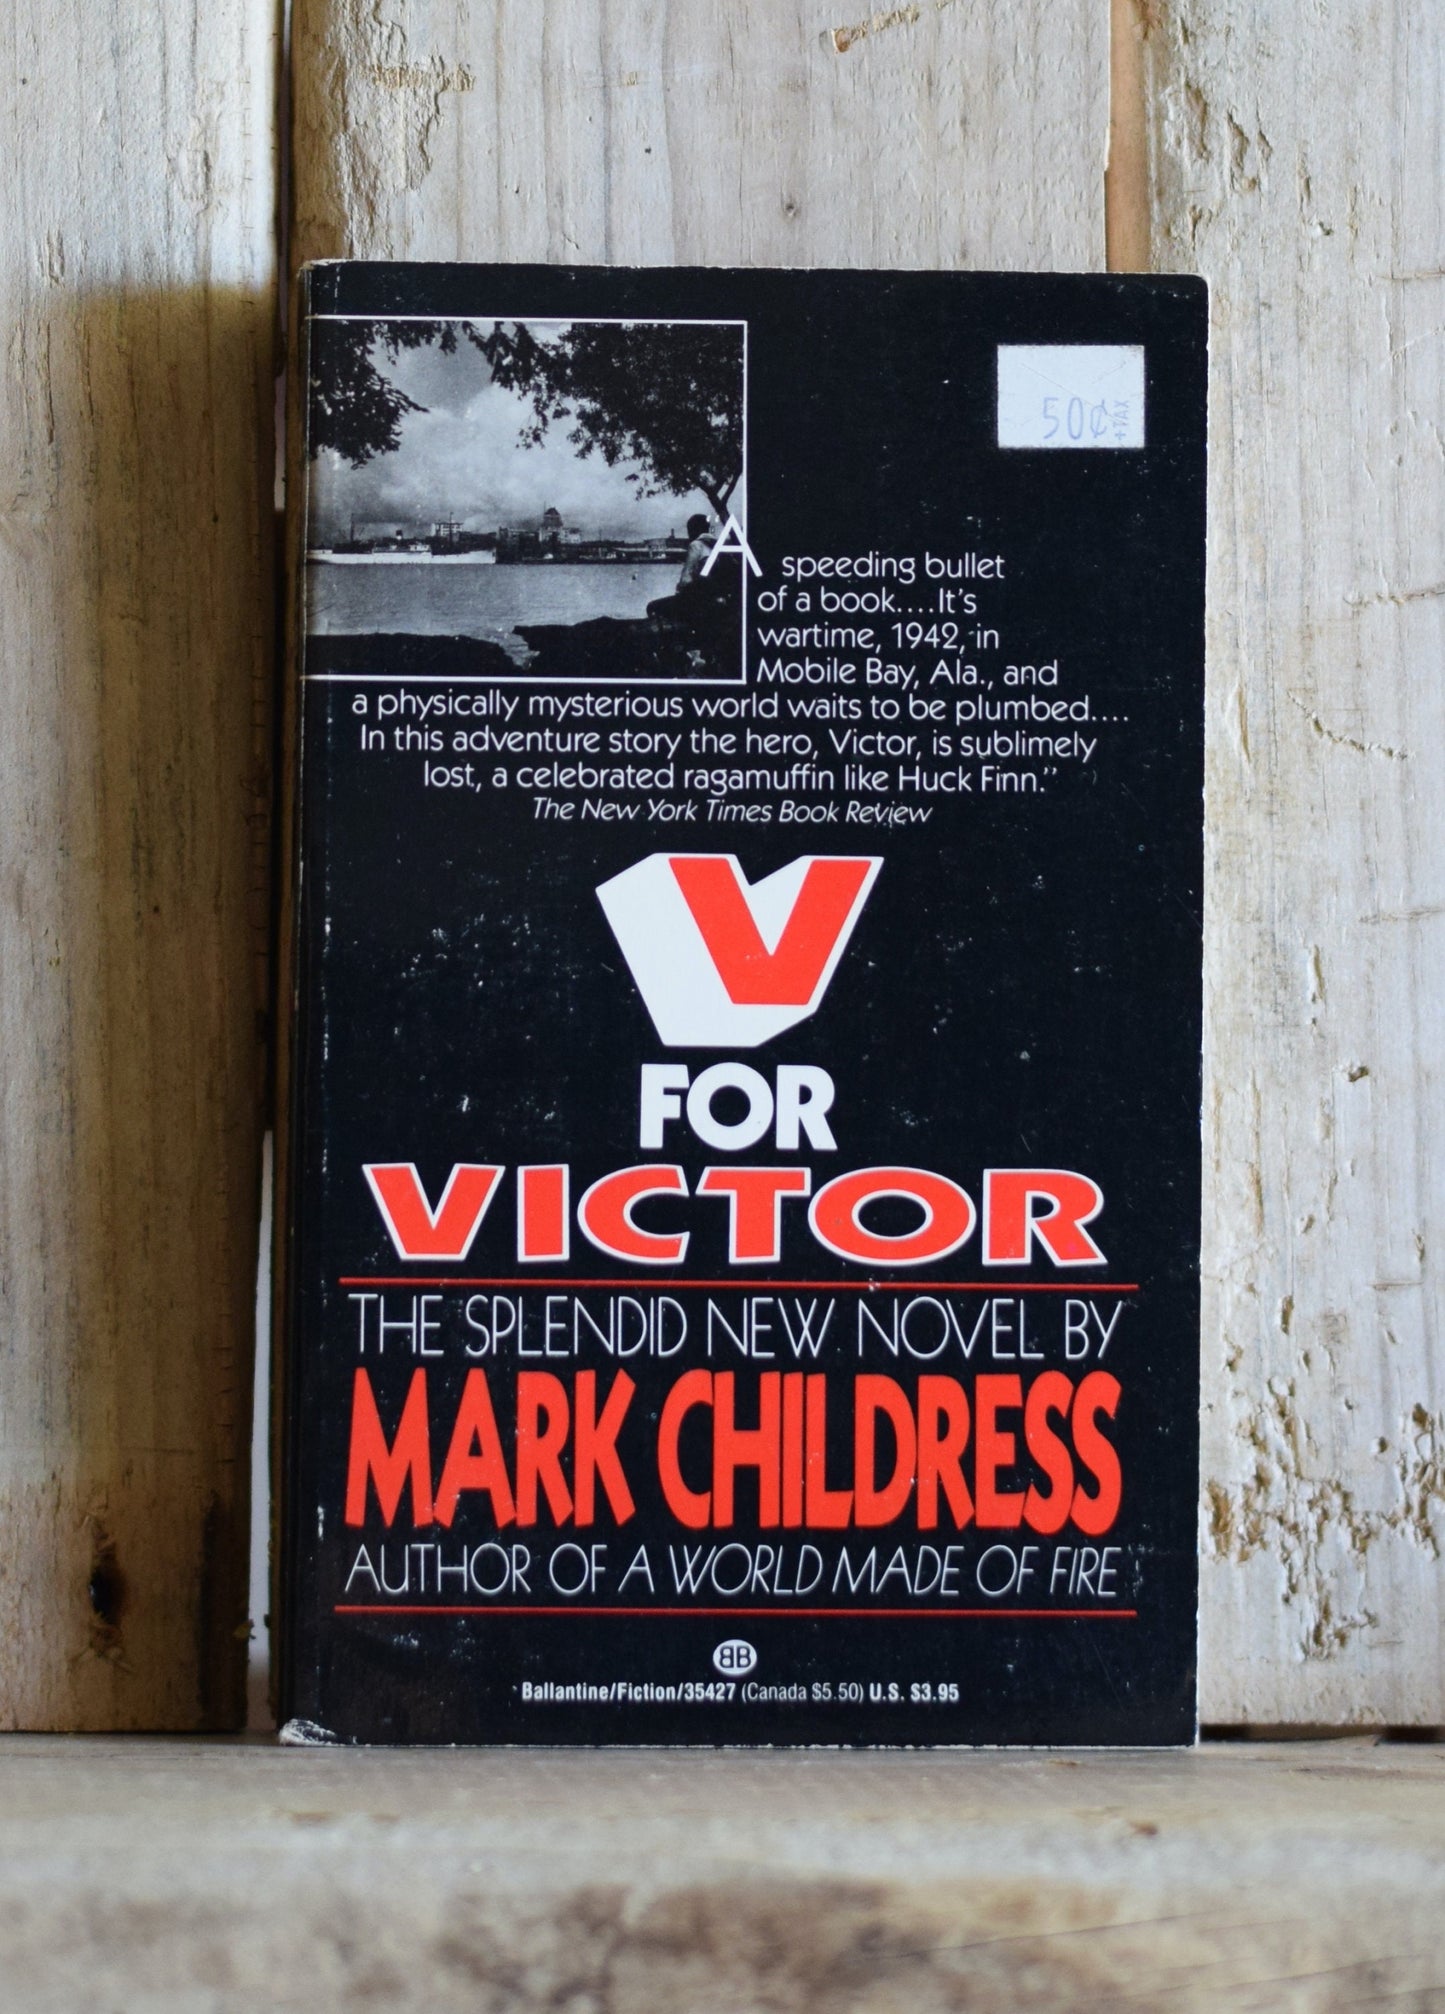 50¢ +TAX
A speeding bullet
of a book....It's
wartime, 1942, in
Mobile Bay, Ala., and
a physically mysterious world waits to be plumbed....
In this adventure story the hero, Victor, is sublimely
lost, a celebrated ragamuffin like Huck Finn."
The New York Times Book Review
V
FOR
VICTOR
THE SPLENDID NEW NOVEL BY
MARK CHILDRESS
AUTHOR OF A WORLD MADE OF FIRE
BB
Ballantine/Fiction/35427 (Canada $5.50) U.S. $3.95